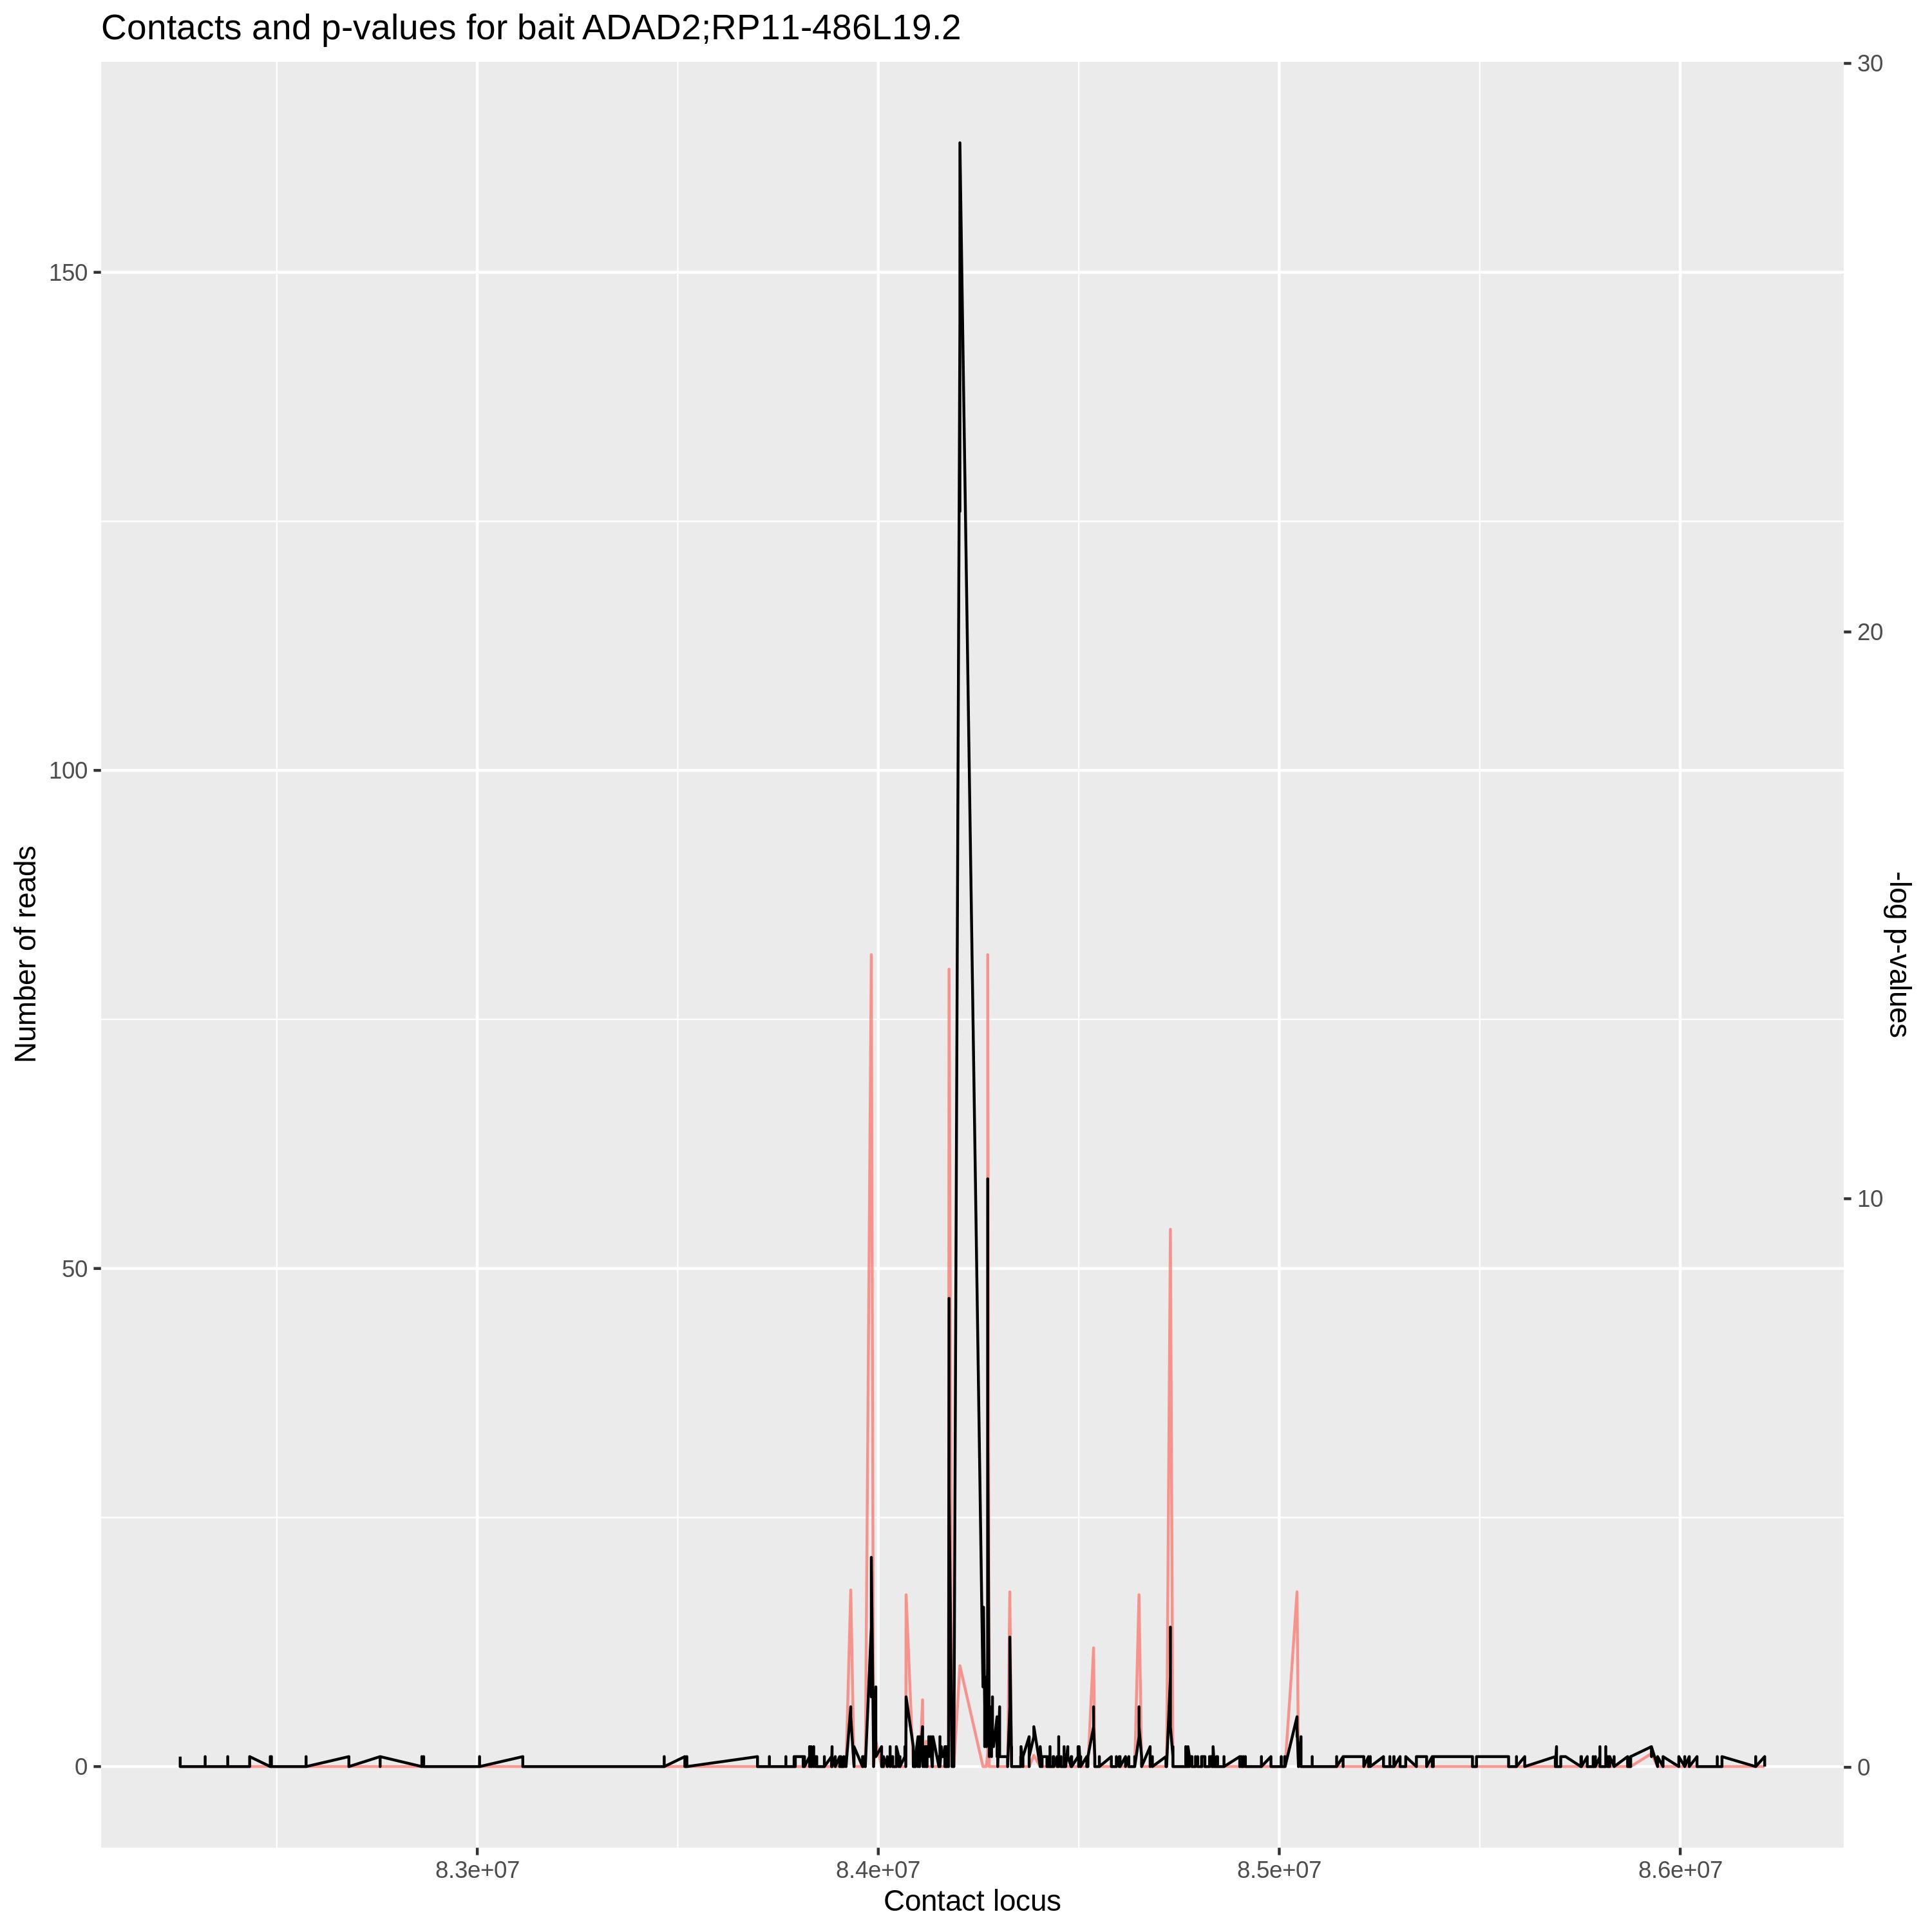 Contacts and p-values for bait ADAD2;RP11-486L19.2
30
150
20
100
Number of reads
-log p-values
10
50
0
0
8.3e+07
8.4e+07
8.5e+07
8.6e+07
Contact locus